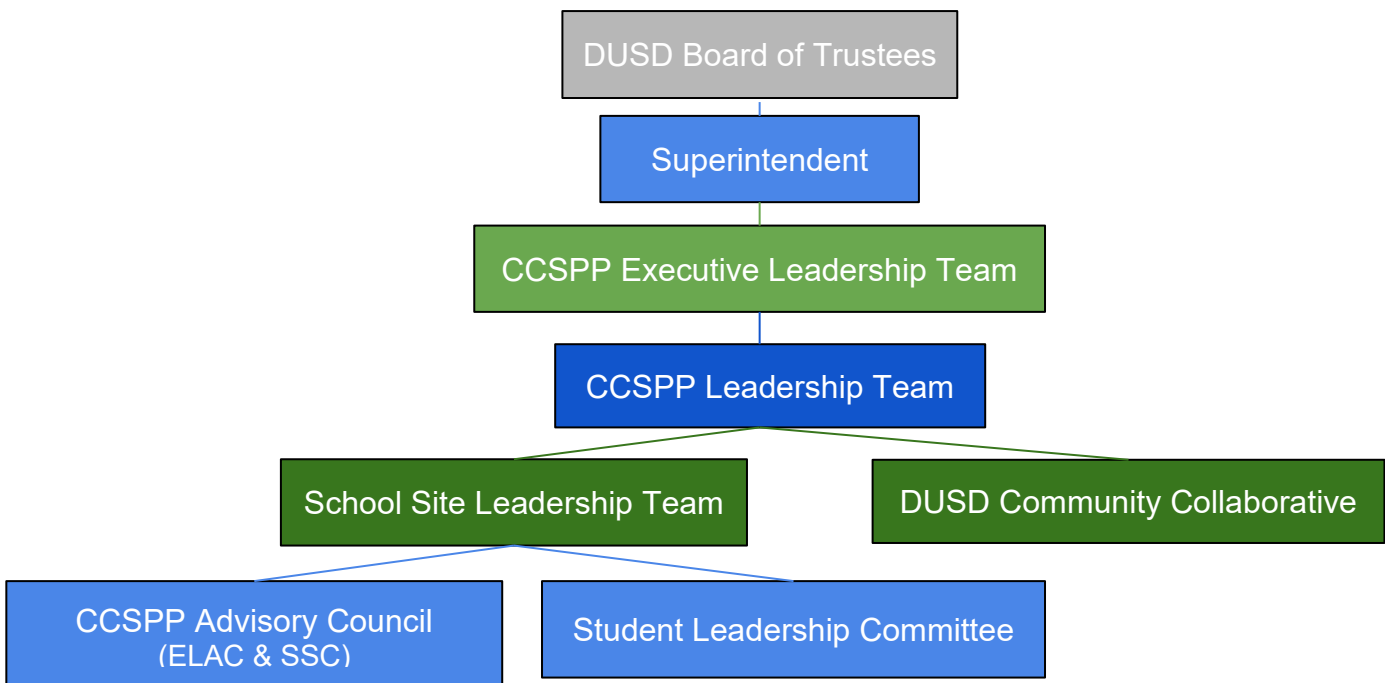 DUSD Board of Trustees
Superintendent
CCSPP Executive Leadership Team
CCSPP Leadership Team
School Site Leadership Team
DUSD Community Collaborative
CCSPP Advisory Council
(ELAC & SSC)
Student Leadership Committee